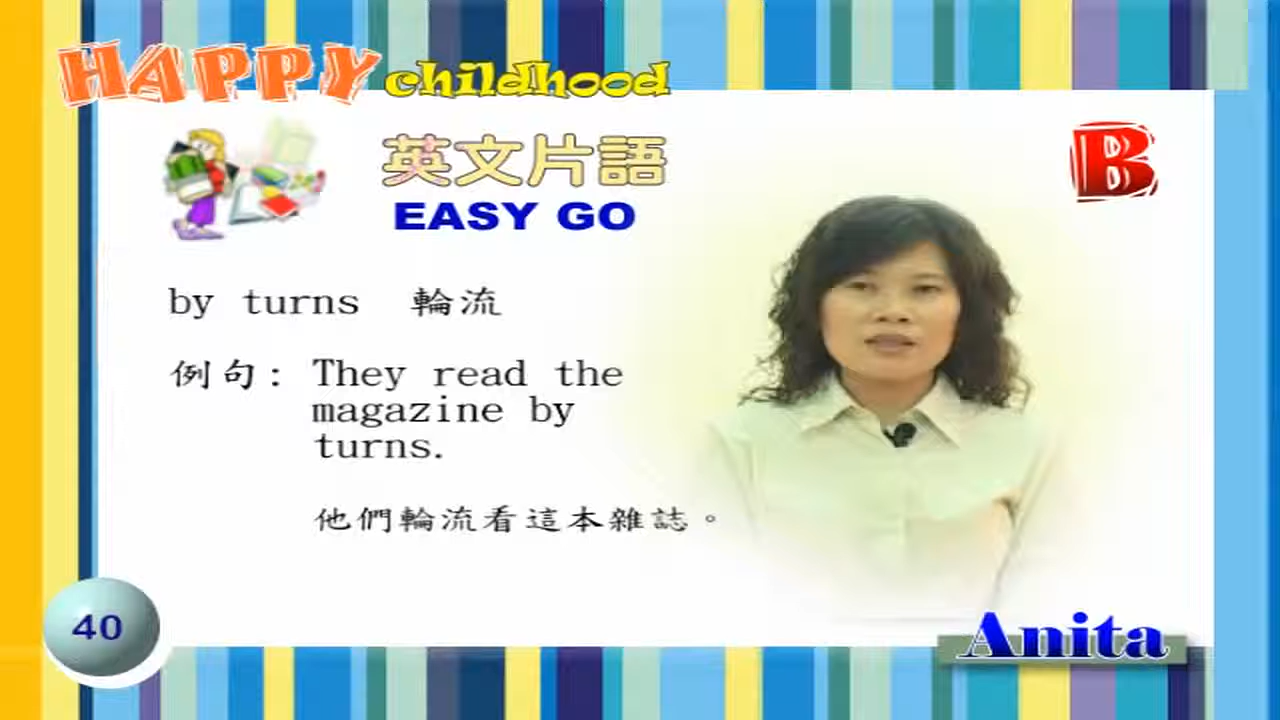 HAPPY childhood
英文片語
B
EASY GO
by turns 輪流
例句: They read the
magazine by
turns.
他們輪流看這本雜誌。
40
Anita